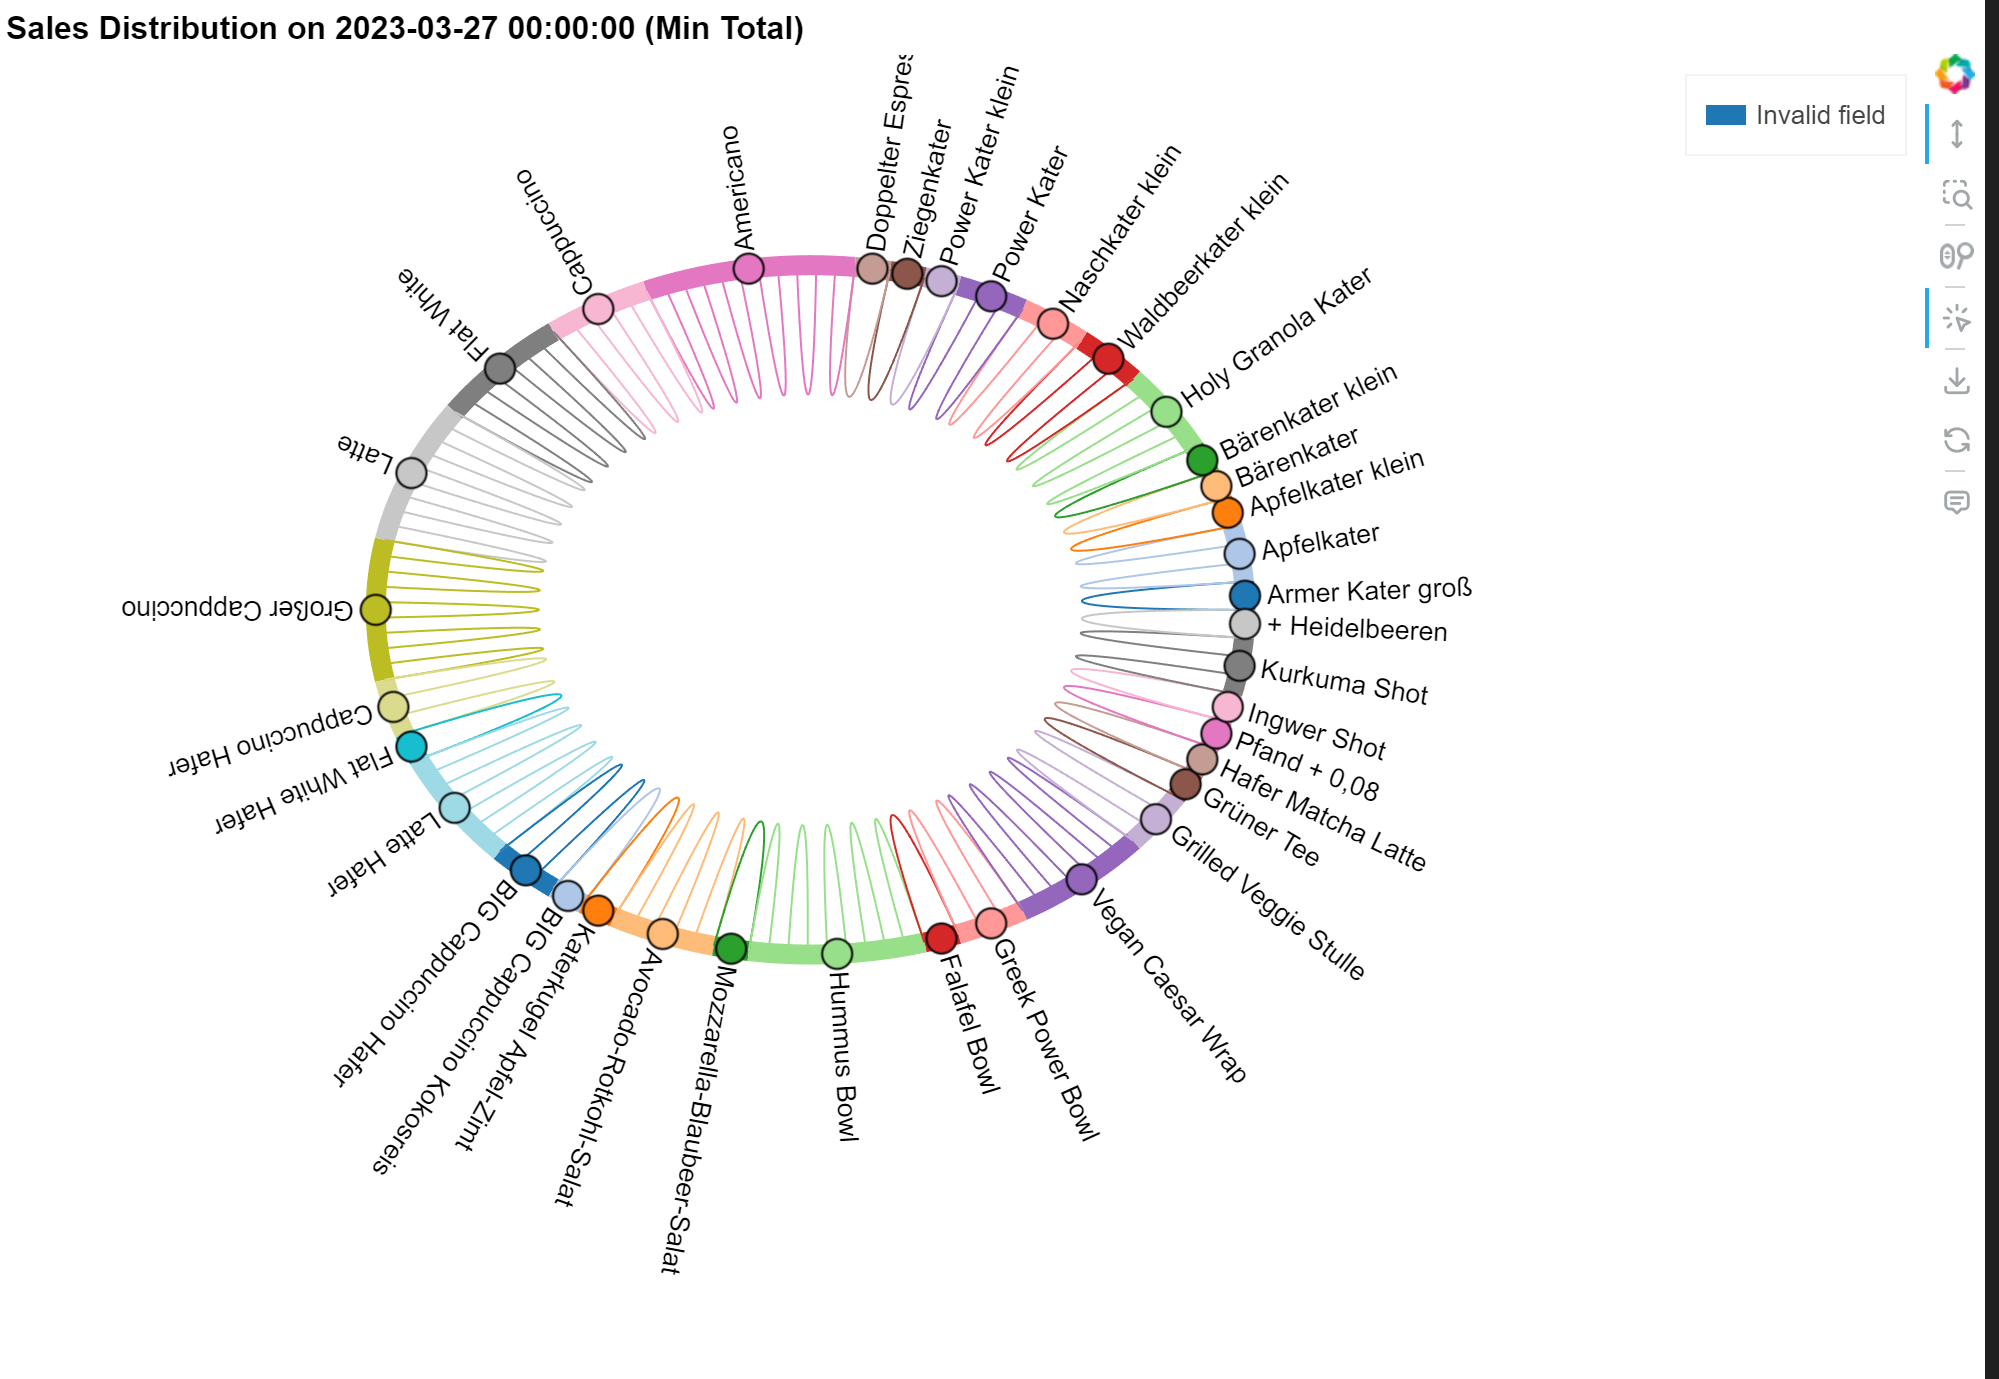 Sales Distribution on 2023-03-27 00:00:00 (Min Total)
Invalid field
Doppelter Espres
Ziegenkater
Power Kater klein
Power Kater
Naschkater klein
Waldbeerkater klein
Holy Granola Kater
Bärenkater klein
Bärenkater
Apfelkater klein
Apfelkater
Armer Kater groß
+ Heidelbeeren
Kurkuma Shot
Ingwer Shot
Pfand + 0,08
Hafer Matcha Latte
Grüner Tee
Grilled Veggie Stulle
Vegan Caesar Wrap
Greek Power Bowl
Falafel Bowl
Hummus Bowl
Mozzarella-Blaubeer-Salat
Avocado-Rotkohl-Salat
Katerkugel Apfel-Zimt
BIG Cappuccino Kokosreis
BIG Cappuccino Hafer
Latte Hafer
Flat White Hafer
Cappuccino Hafer
Großer Cappuccino
Latte
Flat White
Cappuccino
Americano